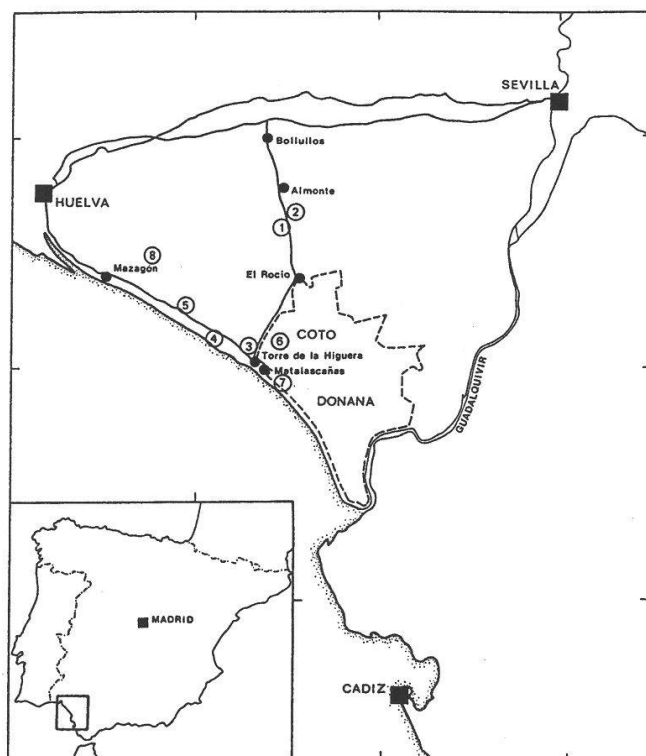 SEVILLA
Bollullos
HUELVA
Almonte
2
1
8
Mazagón
El Rocio
5
4
6
COTO
3
Torre de la Higuera
Matalascañas
7
DONANA
GUADALQUIVIR
MADRID
CADIZ